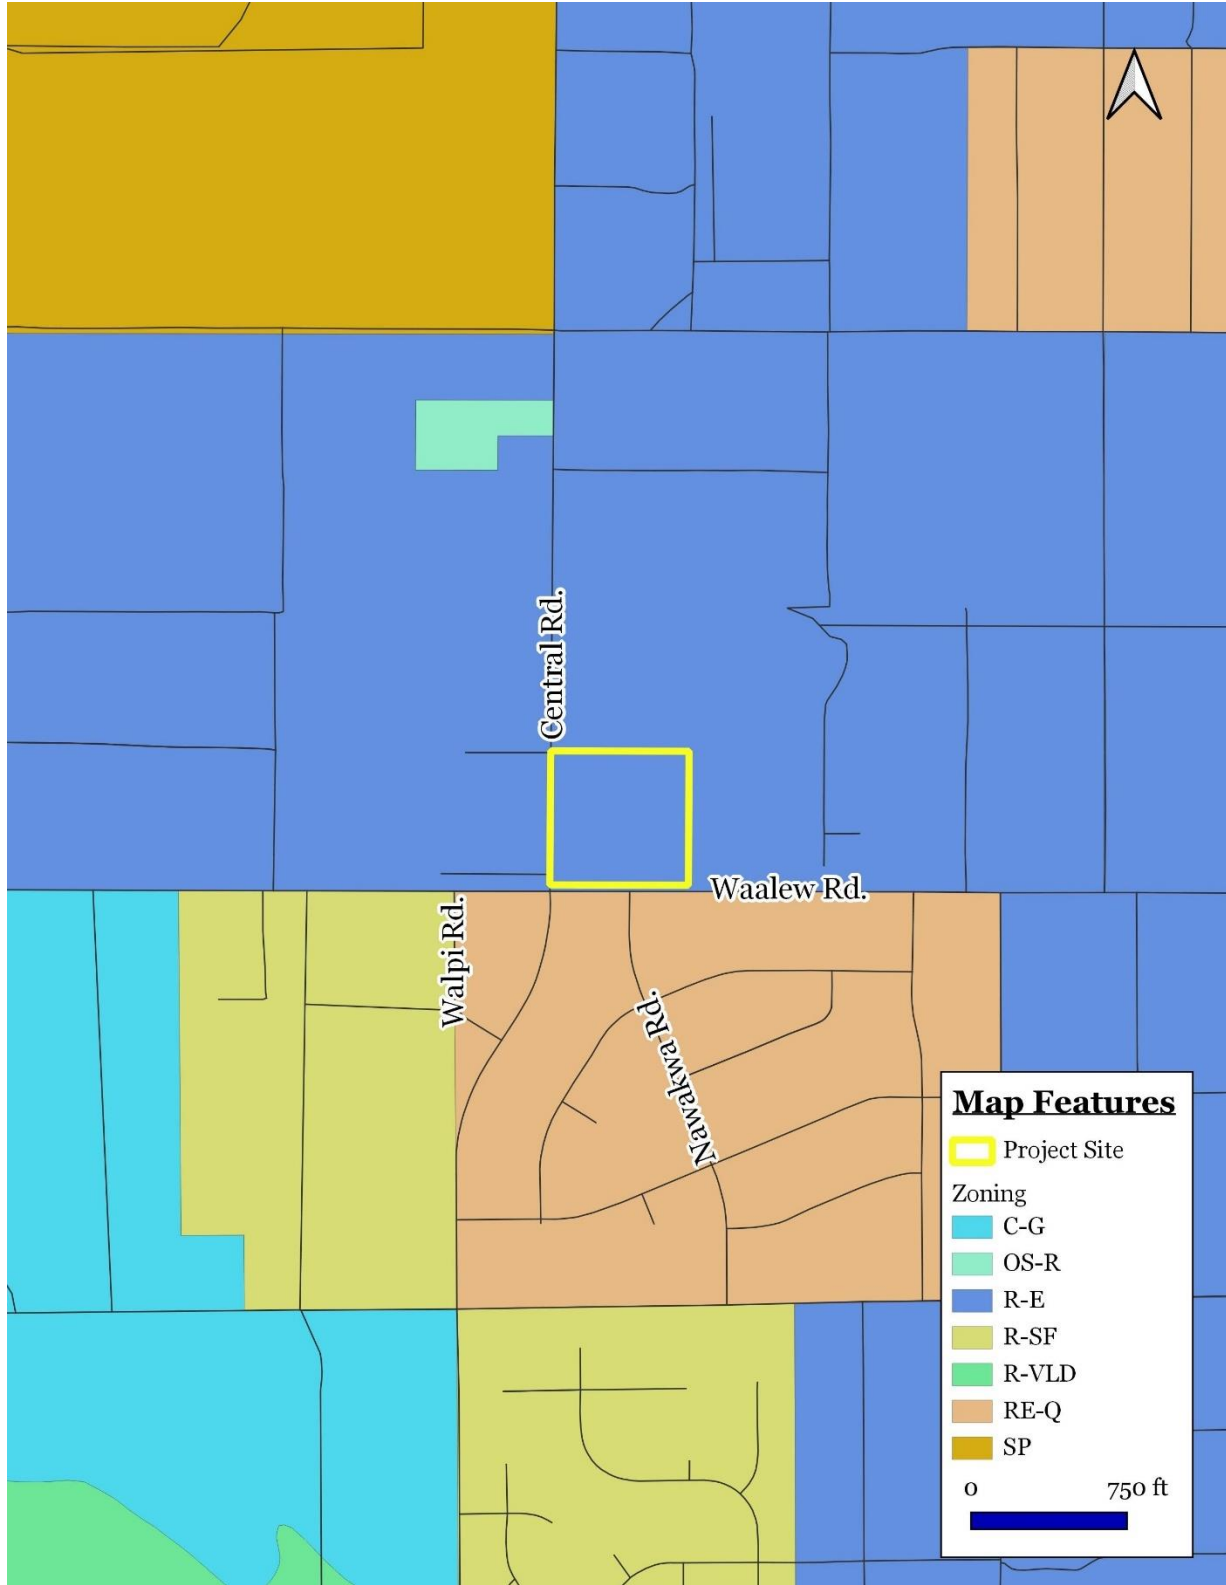 Central Rd.
Waalew Rd.
Walpi Rd.
Nawakwa Rd.
Map Features
Project Site
Zoning
C-G
OS-R
R-E
R-SF
R-VLD
RE-Q
SP
0 750 ft